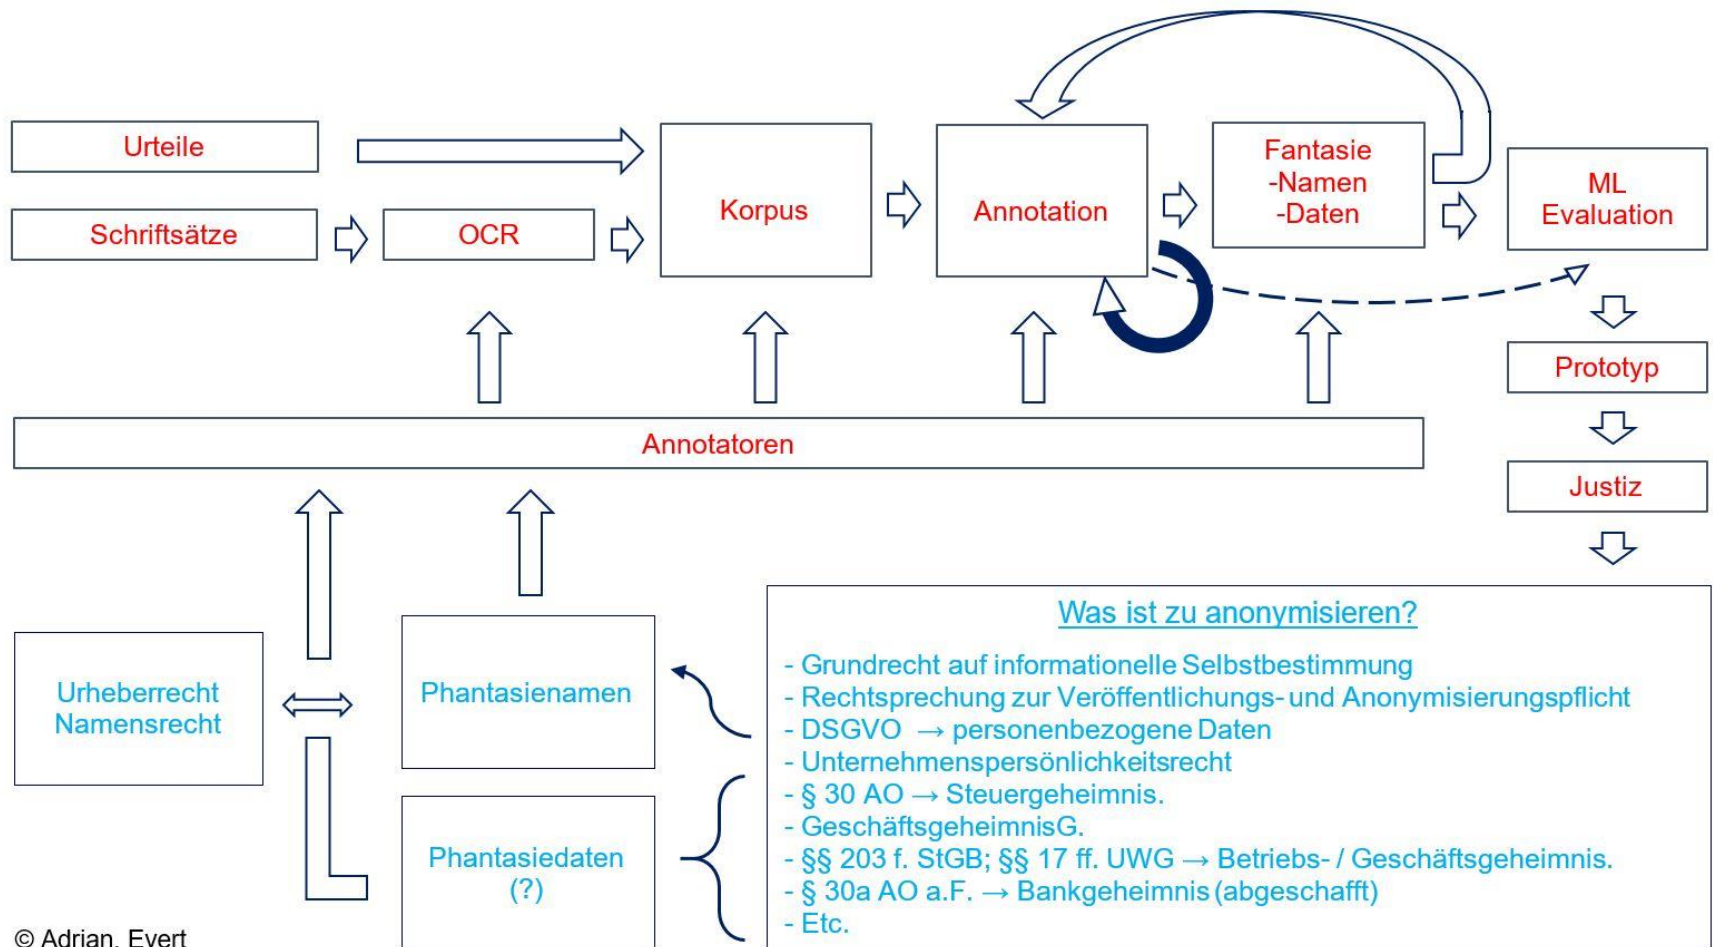 Urteile
Schriftsätze
OCR
Korpus
Annotation
Fantasie
-Namen
-Daten
ML
Evaluation
Prototyp
Justiz
Annotatoren
Urheberrecht
Namensrecht
Phantasienamen
Phantasiedaten
(?)
Was ist zu anonymisieren?
- Grundrecht auf informationelle Selbstbestimmung
- Rechtsprechung zur Veröffentlichungs- und Anonymisierungspflicht
- DSGVO → personenbezogene Daten
- Unternehmenspersönlichkeitsrecht
- § 30 AO → Steuergeheimnis.
- GeschäftsgeheimnisG.
- §§ 203 f. StGB; §§ 17 ff. UWG → Betriebs- / Geschäftsgeheimnis.
- § 30a AO a.F. → Bankgeheimnis (abgeschafft)
- Etc.
© Adrian, Evert